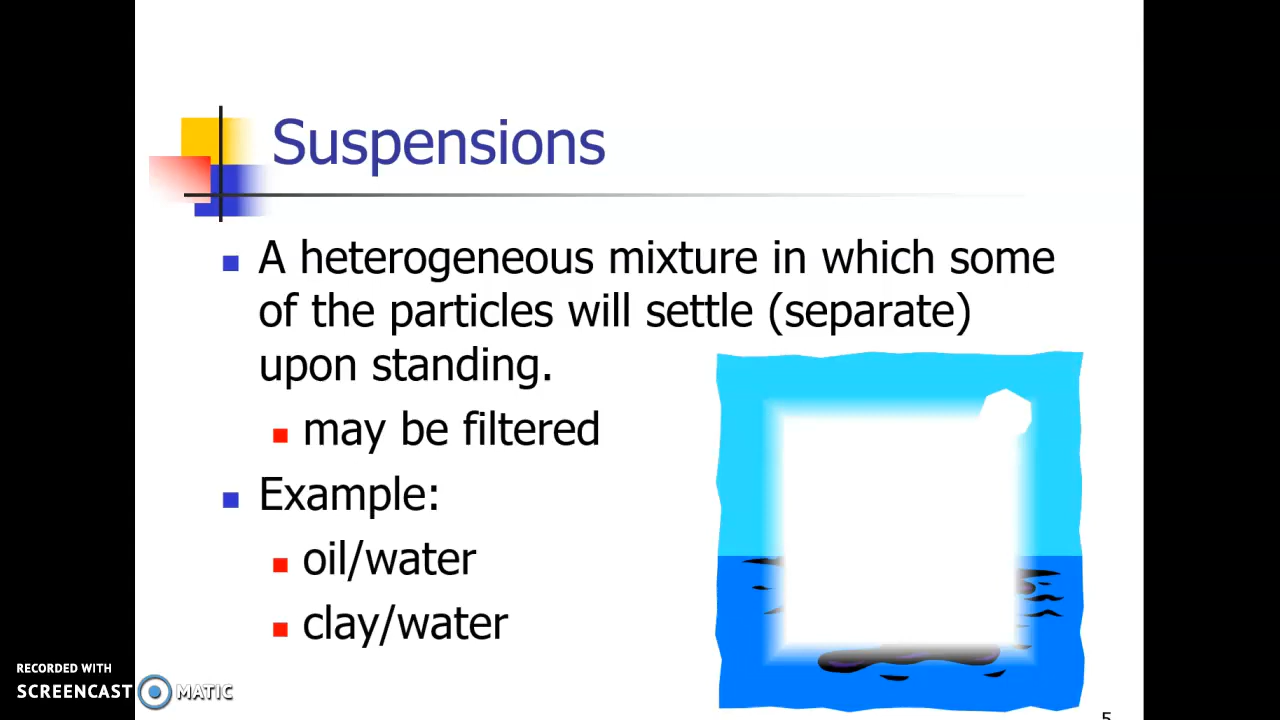 Suspensions
A heterogeneous mixture in which some
of the particles will settle (separate)
upon standing.
may be filtered
Example:
oil/water
clay/water
RECORDED WITH
SCREENCAST MATIC
5